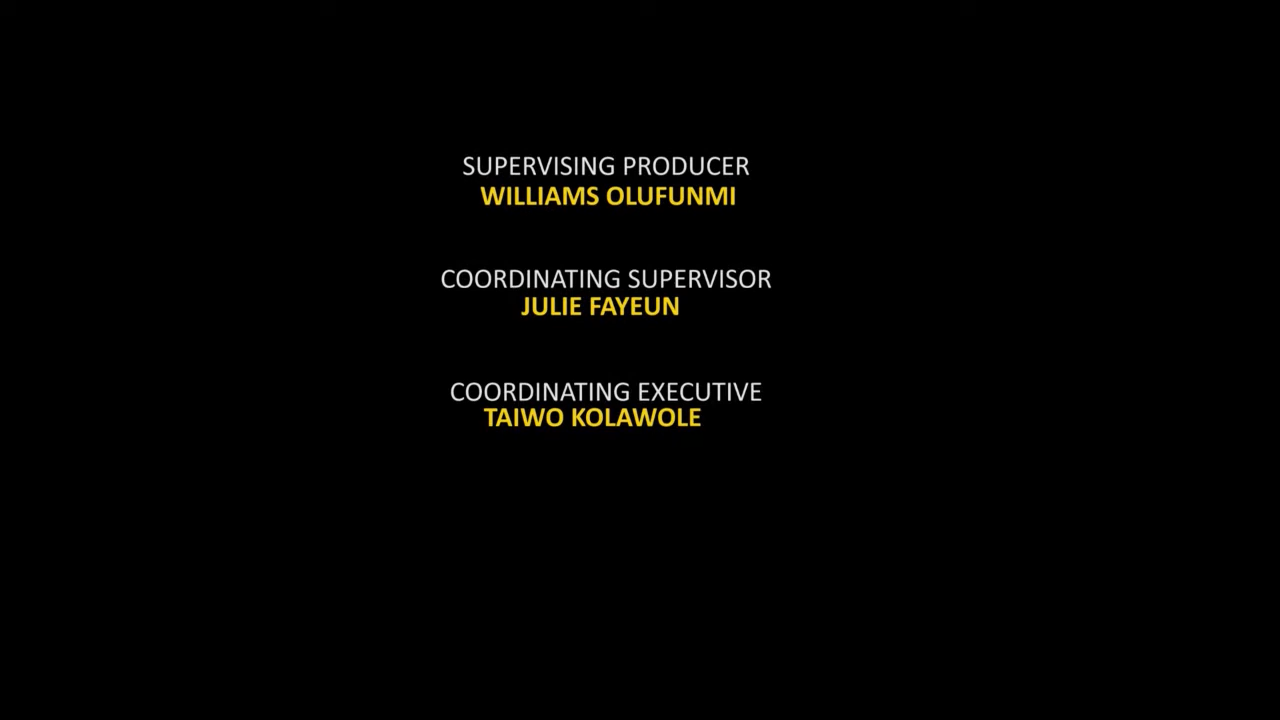 SUPERVISING PRODUCER
WILLIAMS OLUFUNMI
COORDINATING SUPERVISOR
JULIE FAYEUN
COORDINATING EXECUTIVE
TAIWO KOLAWOLE